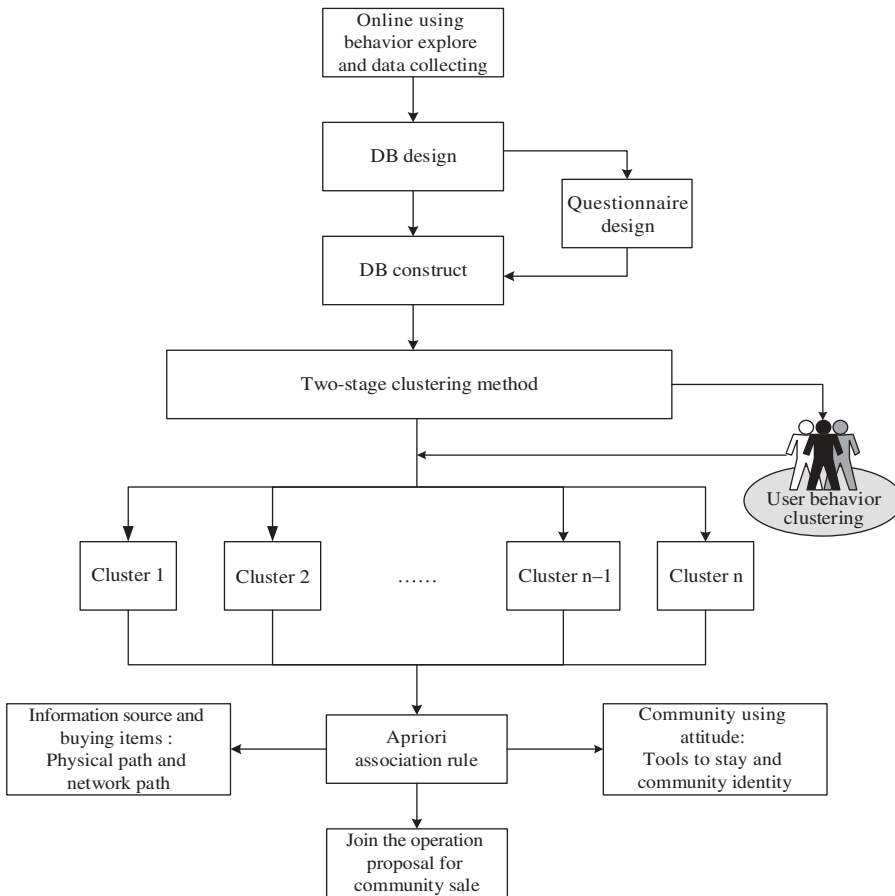 Online using
behavior explore
and data collecting
DB design
Questionnaire
design
DB construct
Two-stage clustering method
User behavior
clustering
Cluster 1
Cluster 2
……
Cluster n–1
Cluster n
Information source and
buying items :
Physical path and
network path
Apriori
association rule
Community using
attitude:
Tools to stay and
community identity
Join the operation
proposal for
community sale